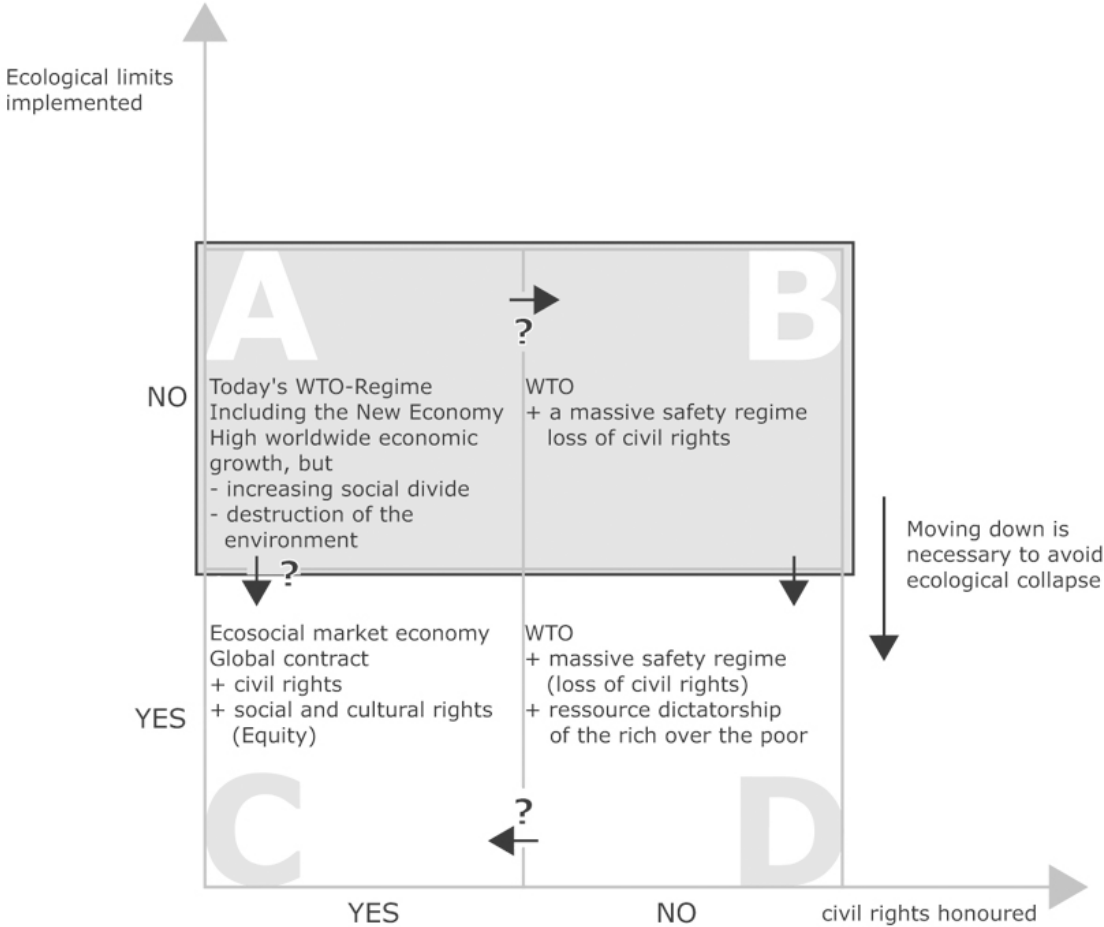 Ecological limits
implemented
A
B
?
NO
Today's WTO-Regime
Including the New Economy
High worldwide economic
growth, but
- increasing social divide
- destruction of the
environment
WTO
+ a massive safety regime
loss of civil rights
?
Moving down is
necessary to avoid
ecological collapse
YES
Ecosocial market economy
Global contract
+ civil rights
+ social and cultural rights
(Equity)
WTO
+ massive safety regime
(loss of civil rights)
+ ressource dictatorship
of the rich over the poor
C
?
D
YES
NO
civil rights honoured